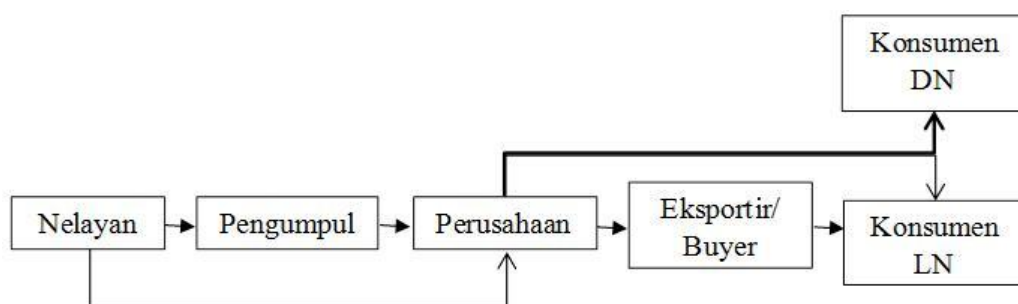 Konsumen
DN
Nelayan
Pengumpul
Perusahaan
Eksportir/
Buyer
Konsumen
LN